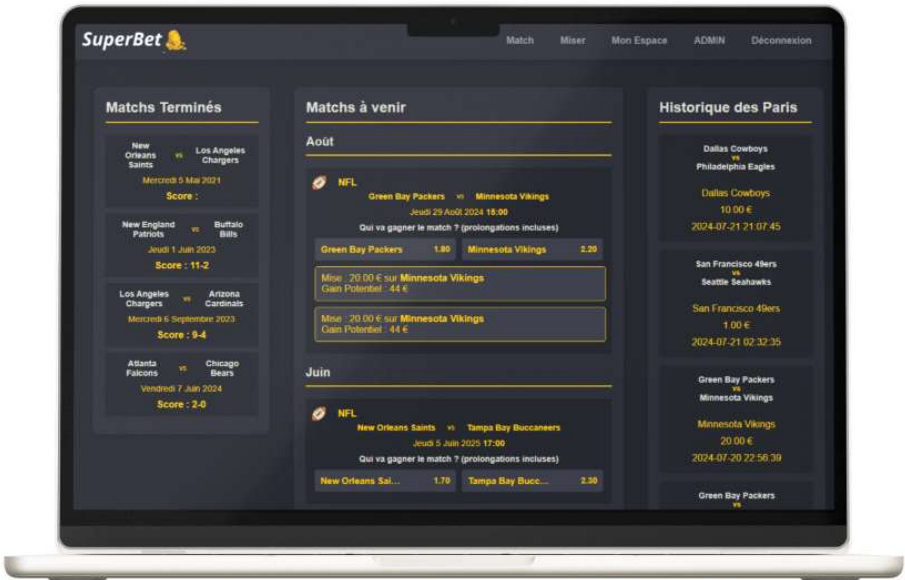 SuperBet
Match Miser Mon Espace ADMIN Déconnexion
Matchs Terminés
New Orleans Saints vs Los Angeles Chargers
Mercredi 5 Mai 2021
Score :
New England Patriots vs Buffalo Bills
Jeudi 1 Juin 2023
Score : 11-2
Los Angeles Chargers vs Arizona Cardinals
Mercredi 6 Septembre 2023
Score : 9-4
Atlanta Falcons vs Chicago Bears
Vendredi 7 Juin 2024
Score : 2-0
Matchs à venir
Août
NFL
Green Bay Packers vs Minnesota Vikings
Jeudi 29 Août 2024 15:00
Qui va gagner le match ? (prolongations incluses)
Green Bay Packers 1.80 Minnesota Vikings 2.20
Mise : 20.00 € sur Minnesota Vikings
Gain Potentiel : 44 €
Mise : 20.00 € sur Minnesota Vikings
Gain Potentiel : 44 €
Juin
NFL
New Orleans Saints vs Tampa Bay Buccaneers
Jeudi 5 Juin 2025 17:00
Qui va gagner le match ? (prolongations incluses)
New Orleans Sai... 1.70 Tampa Bay Bucc... 2.30
Historique des Paris
Dallas Cowboys
vs
Philadelphia Eagles
Dallas Cowboys
10.00 €
2024-07-21 21:07:45
San Francisco 49ers
vs
Seattle Seahawks
San Francisco 49ers
1.00 €
2024-07-21 02:32:35
Green Bay Packers
vs
Minnesota Vikings
Minnesota Vikings
20.00 €
2024-07-20 22:56:39
Green Bay Packers
vs